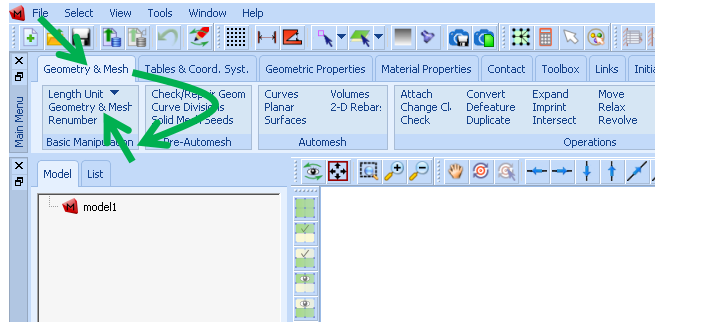 File Select View Tools Window Help
Geometry & Mesh Tables & Coord. Syst. Geometric Properties Material Properties Contact Toolbox Links Initia
Length Unit Check/Repair Geom Curves Volumes Attach Convert Expand Move
Geometry & Mesh Curve Divisions Planar 2-D Rebar: Change Cl Defeature Imprint Relax
Renumber Solid Mesh Seeds Surfaces Check Duplicate Intersect Revolve
Basic Manipulation Pre-Automesh Automesh Operations
Main Menu
Model List
model1